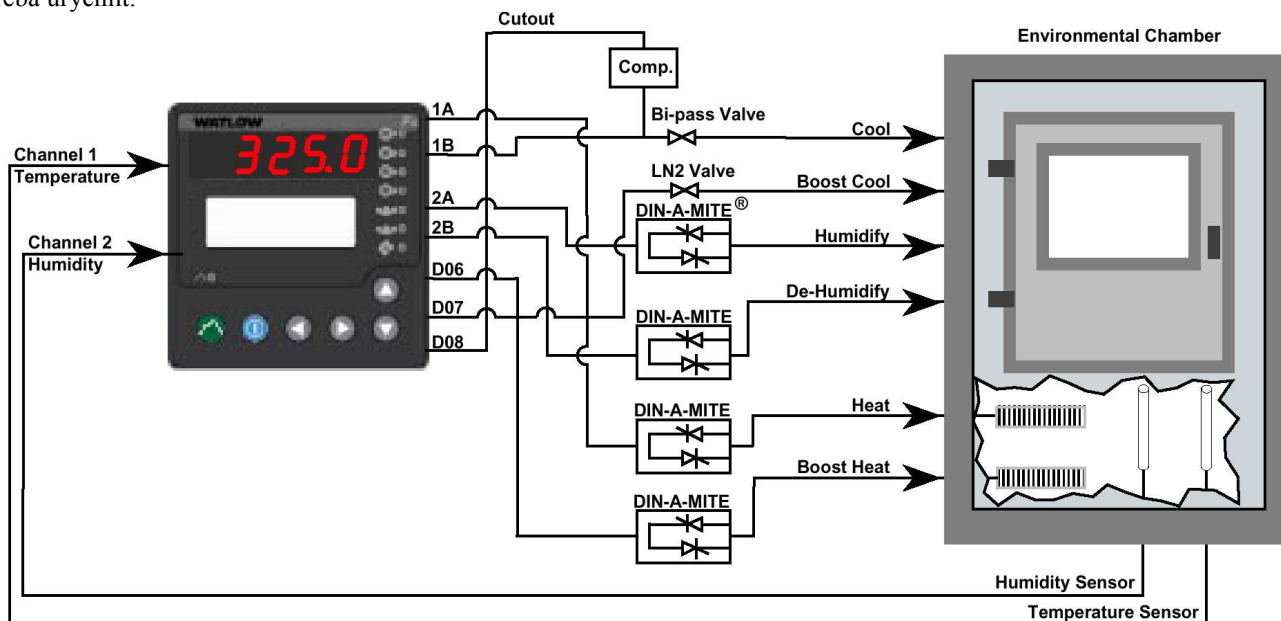 třeba urychlit.
Cutout
Environmental Chamber
Comp.
WATLOW
1A
Bi-pass Valve
325.0
Cool
Channel 1
Temperature
1B
LN2 Valve
Boost Cool
2A
DIN-A-MITE®
Channel 2
Humidity
2B
Humidify
D06
De-Humidify
D07
DIN-A-MITE
D08
DIN-A-MITE
Heat
Boost Heat
DIN-A-MITE
Humidity Sensor
Temperature Sensor